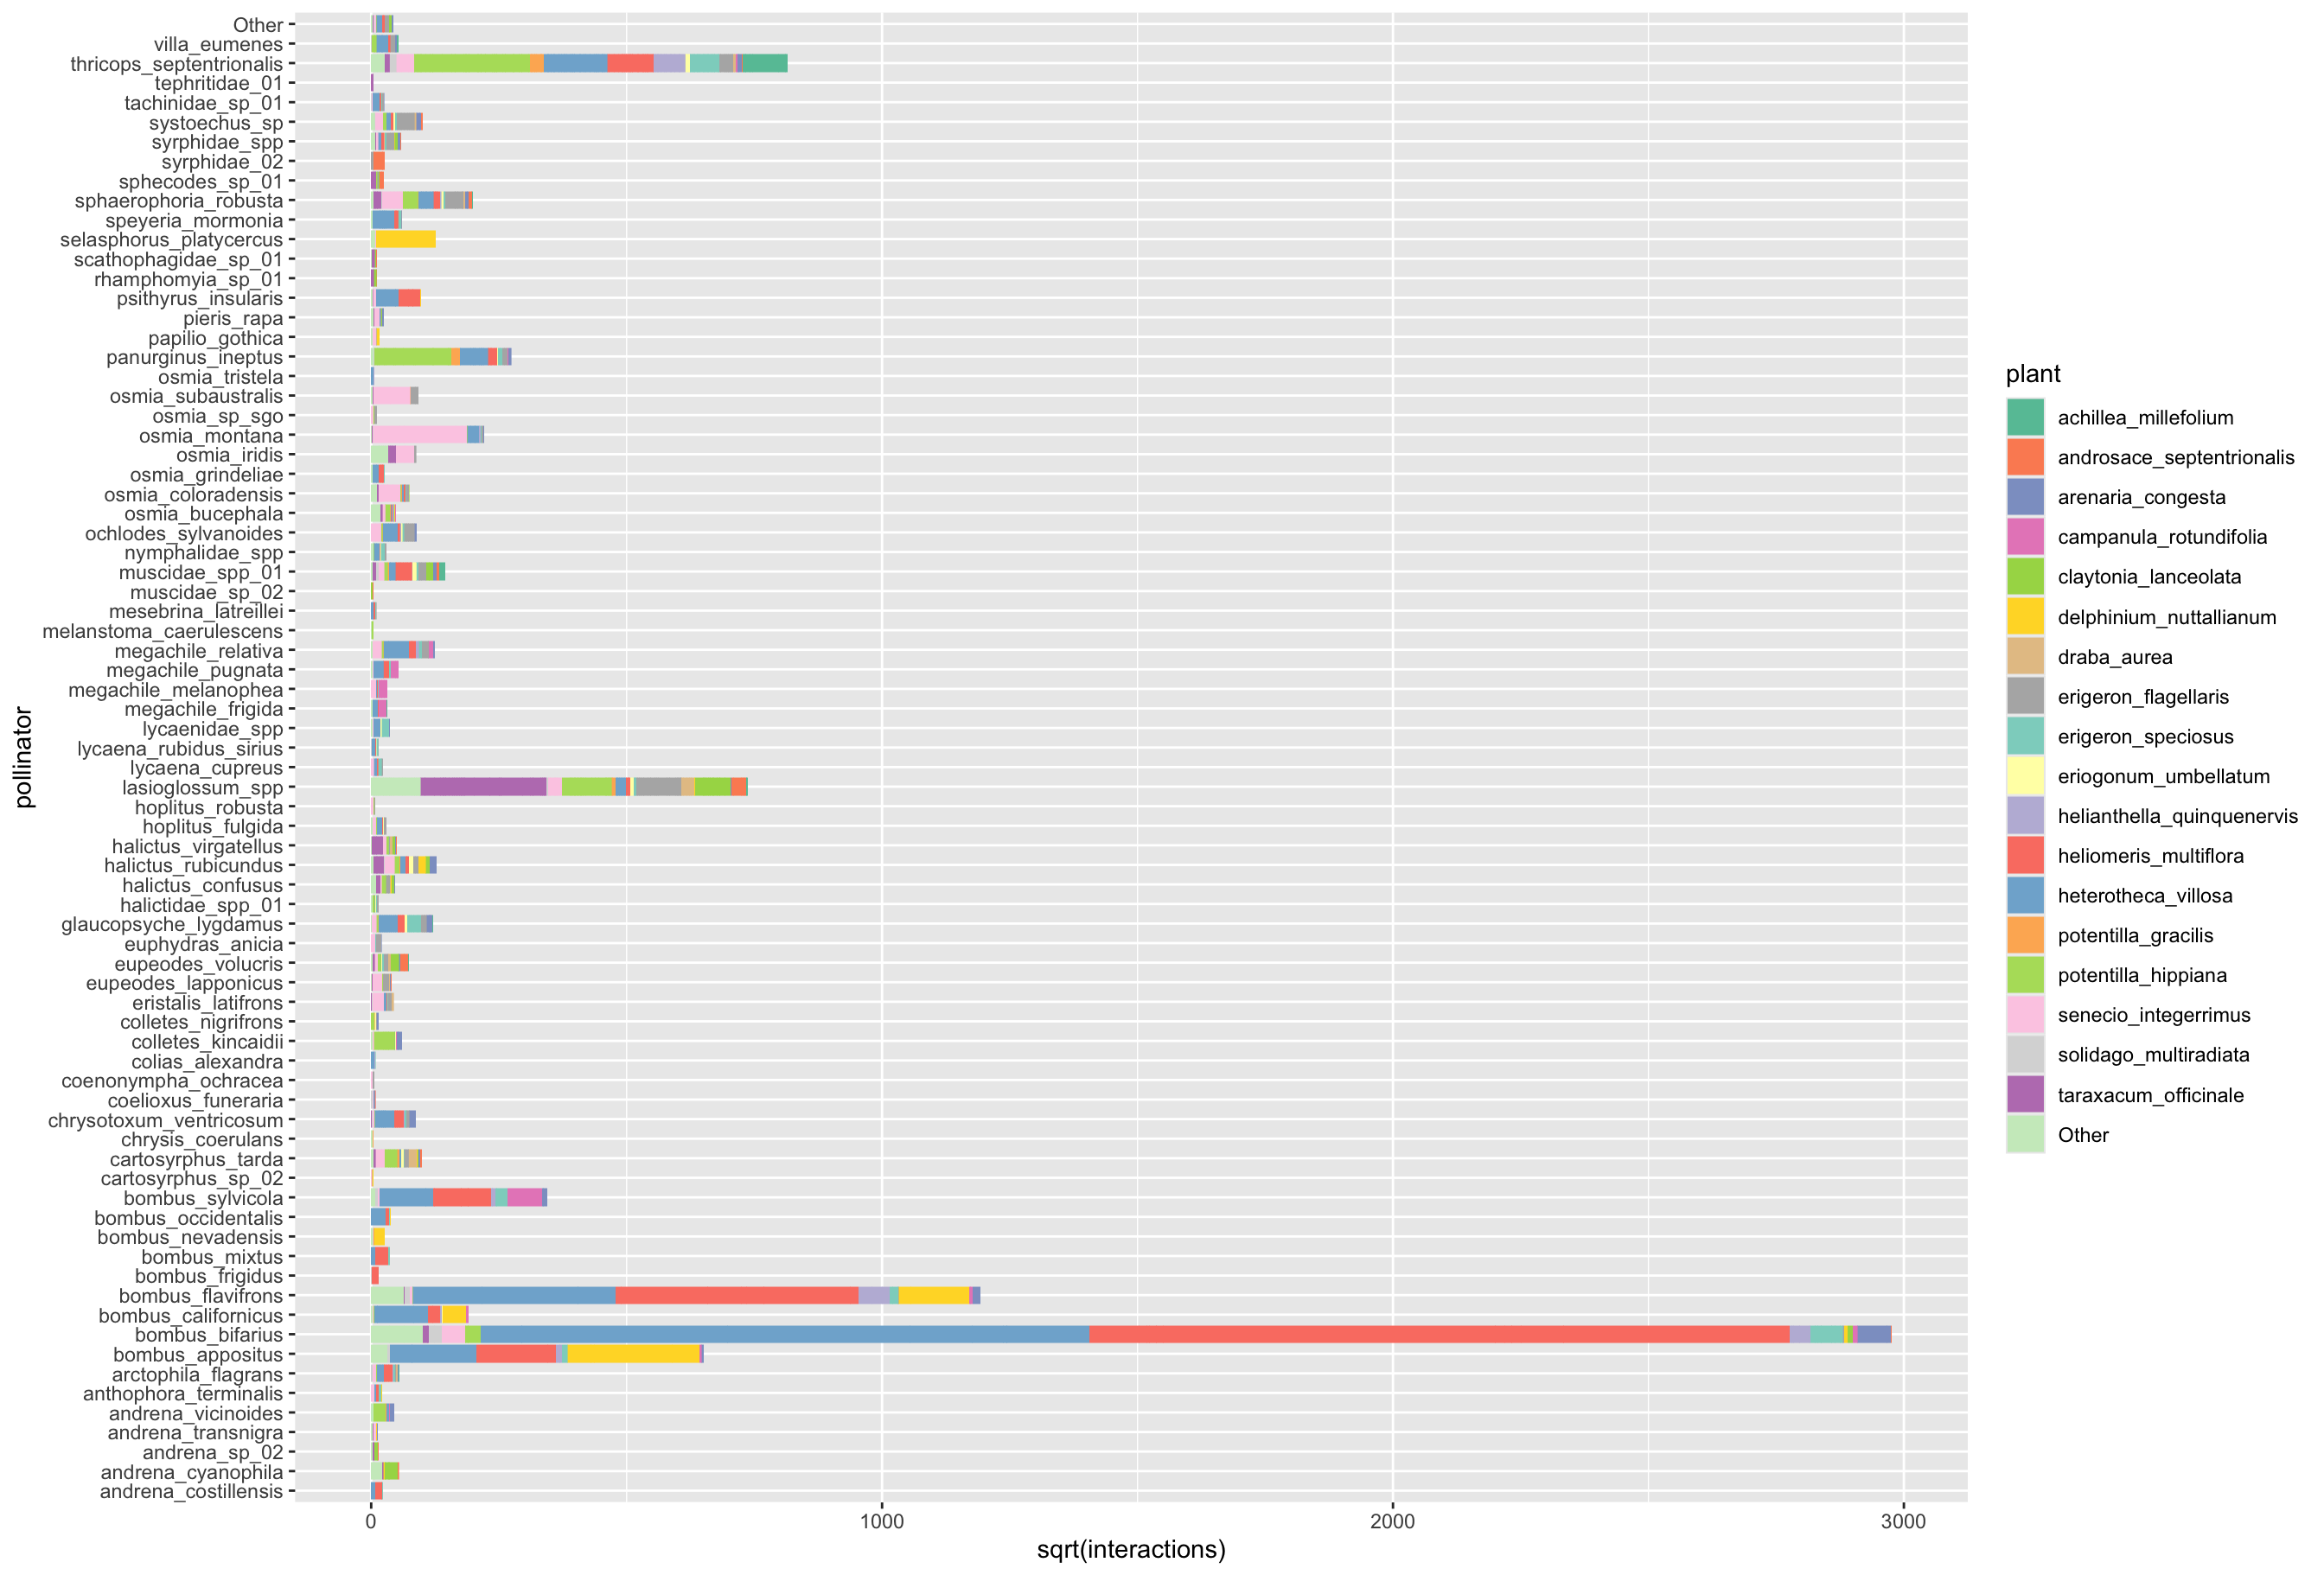 Other
villa_eumenes
thricops_septentrionalis
tephritidae_01
tachinidae_sp_01
systoechus_sp
syrphidae_spp
syrphidae_02
sphecodes_sp_01
sphaerophoria_robusta
speyeria_mormonia
selasphorus_platycercus
scathophagidae_sp_01
rhamphomyia_sp_01
psithyrus_insularis
pieris_rapa
papilio_gothica
panurginus_ineptus
osmia_tristela
osmia_subaustralis
osmia_sp_sgo
osmia_montana
osmia_iridis
osmia_grindeliae
osmia_coloradensis
osmia_bucephala
ochlodes_sylvanoides
nymphalidae_spp
muscidae_spp_01
muscidae_sp_02
mesebrina_latreillei
melanstoma_caerulescens
megachile_relativa
megachile_pugnata
megachile_melanophea
megachile_frigida
lycaenidae_spp
lycaena_rubidus_sirius
lycaena_cupreus
lasioglossum_spp
hoplitus_robusta
hoplitus_fulgida
halictus_virgatellus
halictus_rubicundus
halictus_confusus
halictidae_spp_01
glaucopsyche_lygdamus
euphydras_anicia
eupeodes_volucris
eupeodes_lapponicus
eristalis_latifrons
colletes_nigrifrons
colletes_kincaidii
colias_alexandra
coenonympha_ochracea
coelioxus_funeraria
chrysotoxum_ventricosum
chrysis_coerulans
cartosyrphus_tarda
cartosyrphus_sp_02
bombus_sylvicola
bombus_occidentalis
bombus_nevadensis
bombus_mixtus
bombus_frigidus
bombus_flavifrons
bombus_californicus
bombus_bifarius
bombus_appositus
arctophila_flagrans
anthophora_terminalis
andrena_vicinoides
andrena_transnigra
andrena_sp_02
andrena_cyanophila
andrena_costillensis
pollinator
0 1000 2000 3000
sqrt(interactions)
plant
achillea_millefolium
androsace_septentrionalis
arenaria_congesta
campanula_rotundifolia
claytonia_lanceolata
delphinium_nuttallianum
draba_aurea
erigeron_flagellaris
erigeron_speciosus
eriogonum_umbellatum
helianthella_quinquenervis
heliomeris_multiflora
heterotheca_villosa
potentilla_gracilis
potentilla_hippiana
senecio_integerrimus
solidago_multiradiata
taraxacum_officinale
Other